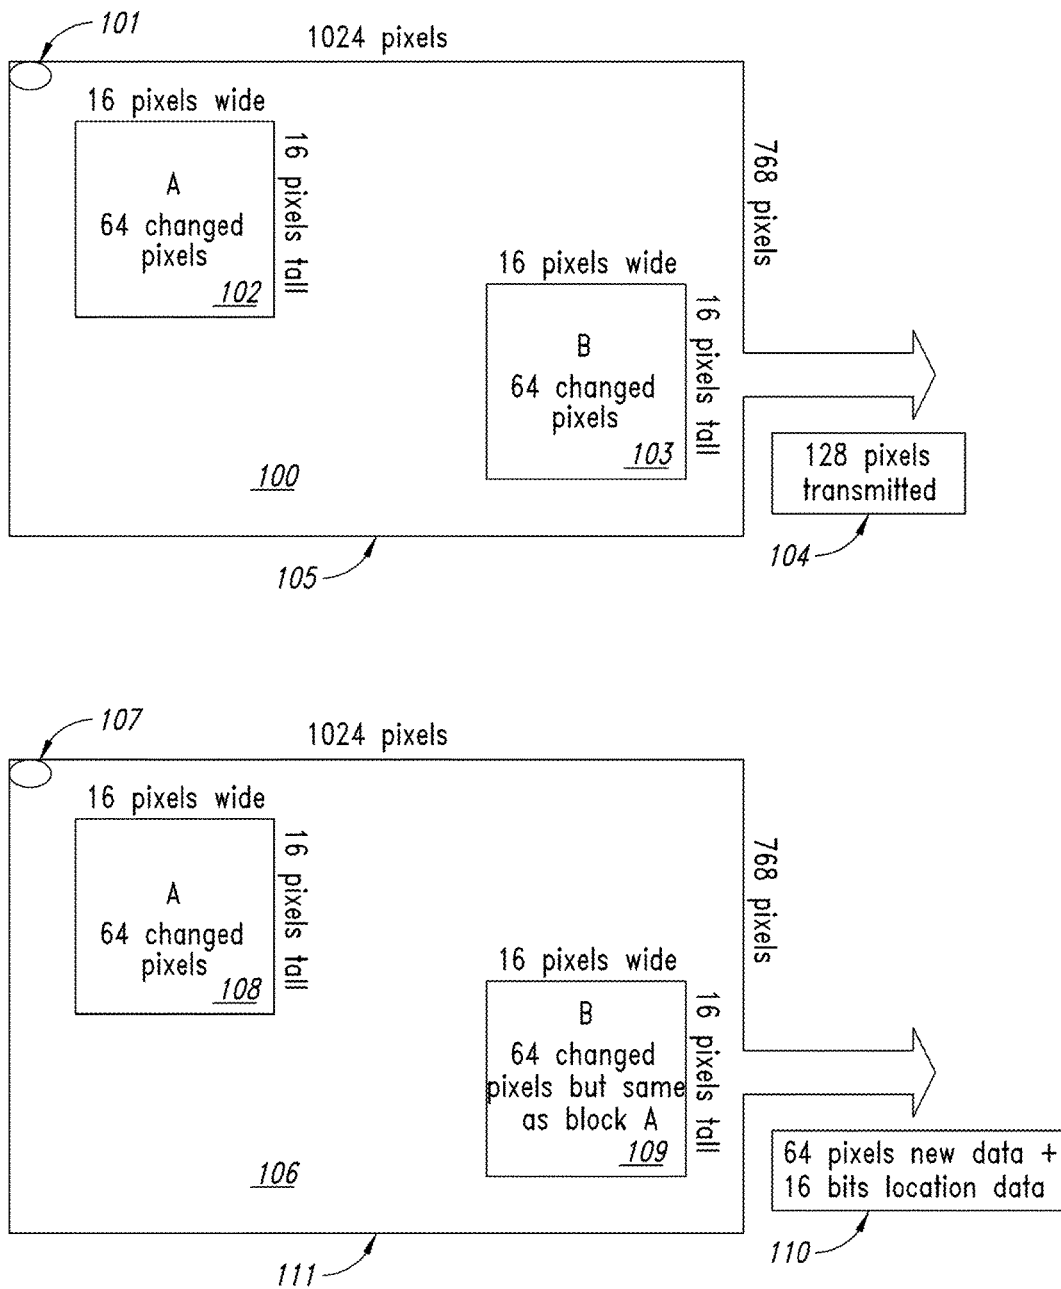 101
1024 pixels
16 pixels wide
16 pixels tall
A
64 changed
pixels
102
768 pixels
16 pixels wide
16 pixels tall
B
64 changed
pixels
103
100
128 pixels
transmitted
104
105
107
1024 pixels
16 pixels wide
16 pixels tall
A
64 changed
pixels
108
768 pixels
16 pixels wide
16 pixels tall
B
64 changed
pixels but same
as block A
109
106
64 pixels new data +
16 bits location data
110
111